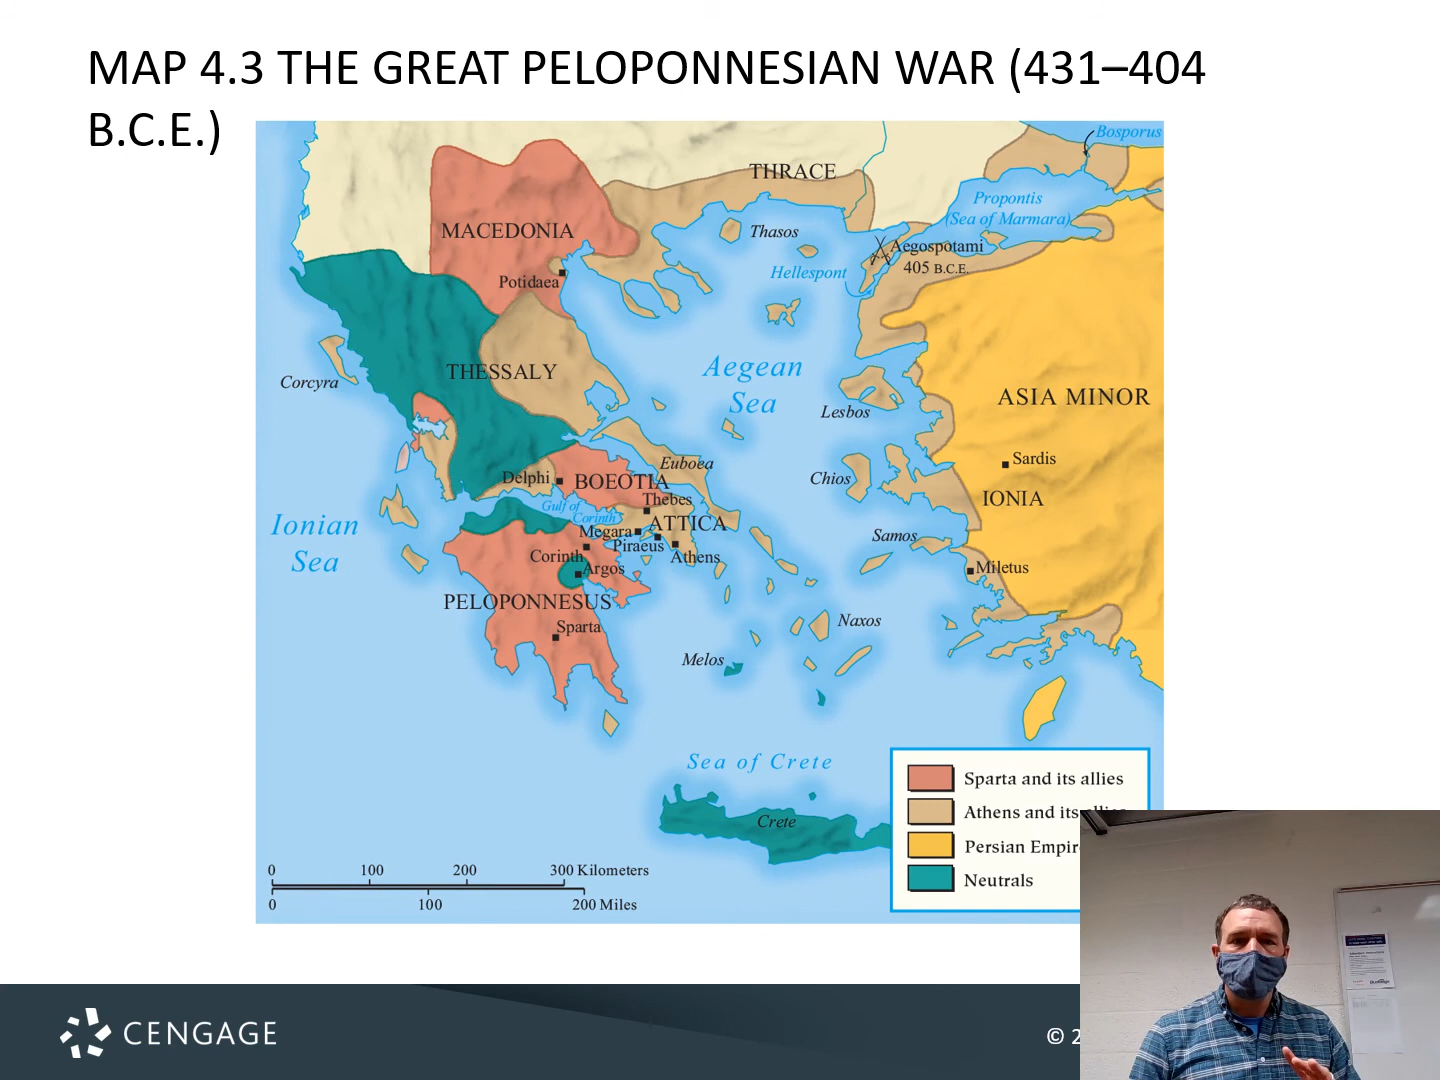 MAP 4.3 THE GREAT PELOPONNESIAN WAR (431–404
B.C.E.)
Bosporus
THRACE
Propontis
(Sea of Marmara)
Thasos
MACEDONIA
Aegospotami
405 B.C.E.
Hellespont
Potidaea
Aegean
Sea
THESSALY
Corcyra
ASIA MINOR
Lesbos
Sardis
Euboea
Delphi
BOEOTIA
Chios
Thebes
IONIA
Gulf of
Corinth
Ionian
Sea
ATTICA
Megara
Samos
Piraeus
Athens
Corinth
Argos
Miletus
PELOPONNESUS
Sparta
Naxos
Melos
Sea of Crete
Crete
Sparta and its allies
Athens and its allies
Persian Empir
Neutrals
0 100 200 300 Kilometers
0 100 200 Miles
CENGAGE
© 2